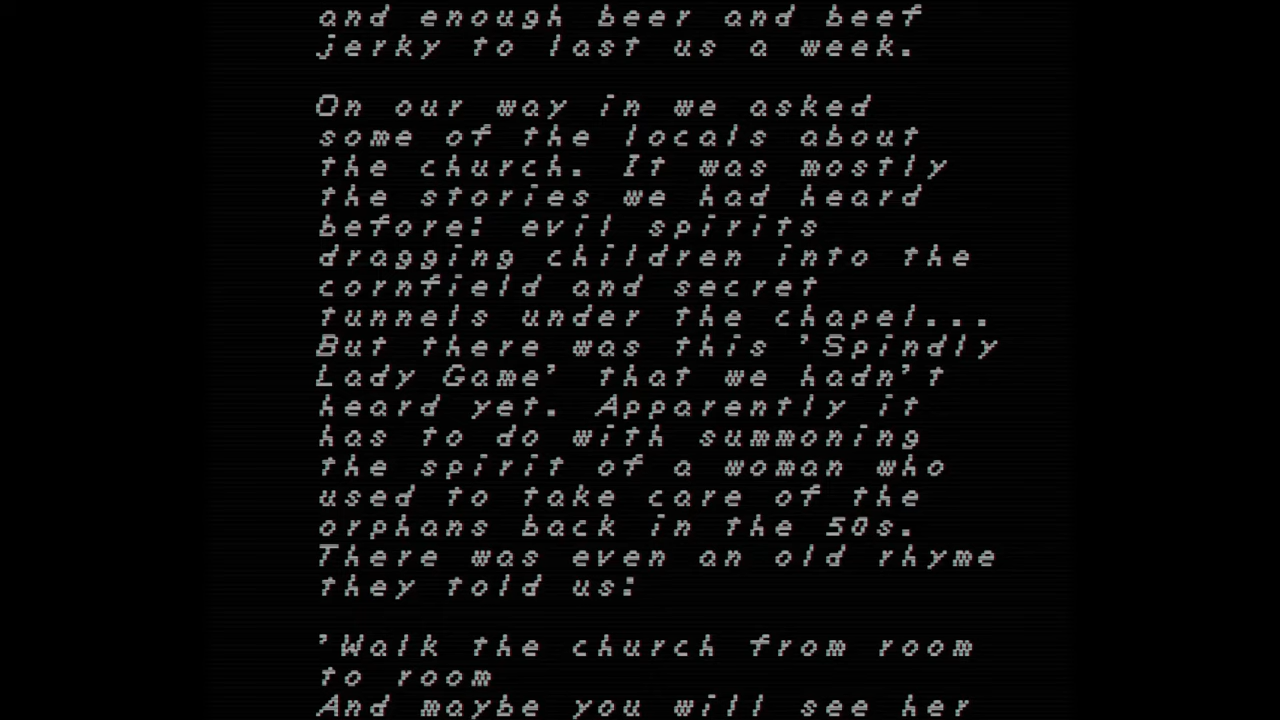 and enough beer and beef
jerky to last us a week.
On our way in we asked
some of the locals about
the church. It was mostly
the stories we had heard
before: evil spirits
dragging children into the
cornfield and secret
tunnels under the chapel...
But there was this 'Spindly
Lady Game' that we hadn't
heard yet. Apparently it
has to do with summoning
the spirit of a woman who
used to take care of the
orphans back in the 50s.
There was even an old rhyme
they told us:
'Walk the church from room
to room
And maybe you will see her